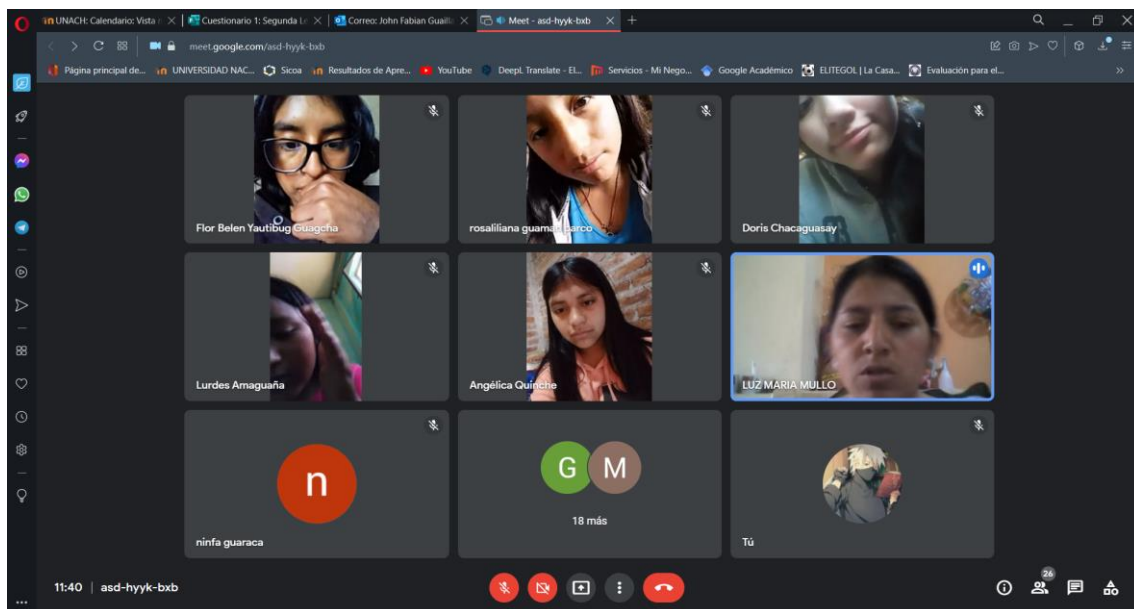 UNACH: Calendario: Vista
Cuestionario 1: Segunda Le
Correo: John Fabian Guaill
Meet - asd-hyyk-bxb
meet.google.com/asd-hyyk-bxb
Página principal de...
UNIVERSIDAD NAC...
Sicoa
Resultados de Apre...
YouTube
DeepL Translate - El...
Servicios - Mi Nego...
Google Académico
ELITEGOL | La Casa...
Evaluación para el...
Flor Belen Yautibug Guagcha
rosaliliana guaman parco
Doris Chacaguasay
Lurdes Amaguaña
Angélica Quinche
LUZ MARIA MULLO
n
ninfa guaraca
G M
18 más
Tú
11:40 | asd-hyyk-bxb
26